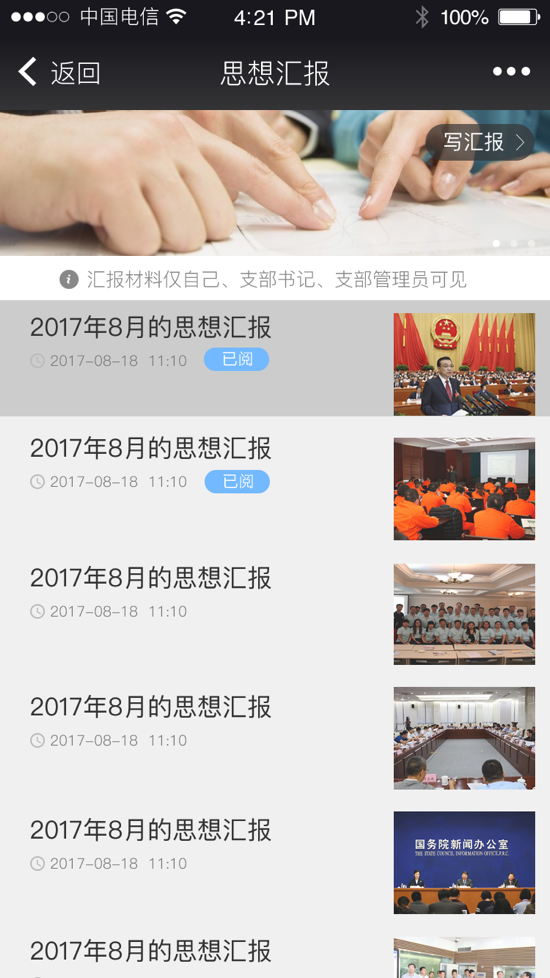 中国电信 4:21 PM 100%
返回 思想汇报
写汇报
汇报材料仅自己、支部书记、支部管理员可见
2017年8月的思想汇报
2017-08-18 11:10 已阅
2017年8月的思想汇报
2017-08-18 11:10 已阅
2017年8月的思想汇报
2017-08-18 11:10
2017年8月的思想汇报
2017-08-18 11:10
2017年8月的思想汇报
2017-08-18 11:10
国务院新闻办公室
THE STATE COUNCIL INFORMATION OFFICE, P.R.C.
2017年8月的思想汇报